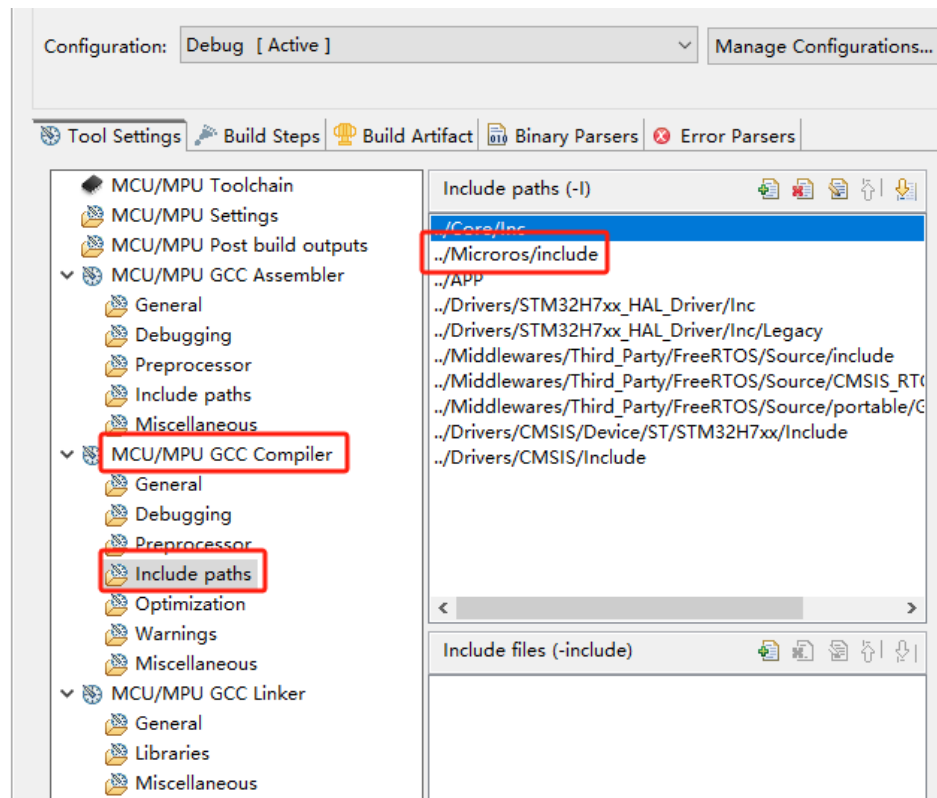 Configuration: Debug [ Active ] Manage Configurations...
Tool Settings Build Steps Build Artifact Binary Parsers Error Parsers
MCU/MPU Toolchain
MCU/MPU Settings
MCU/MPU Post build outputs
MCU/MPU GCC Assembler
General
Debugging
Preprocessor
Include paths
Miscellaneous
MCU/MPU GCC Compiler
General
Debugging
Preprocessor
Include paths
Optimization
Warnings
Miscellaneous
MCU/MPU GCC Linker
General
Libraries
Miscellaneous
Include paths (-I)
../Core/Inc
../Microros/include
../APP
../Drivers/STM32H7xx_HAL_Driver/Inc
../Drivers/STM32H7xx_HAL_Driver/Inc/Legacy
../Middlewares/Third_Party/FreeRTOS/Source/include
../Middlewares/Third_Party/FreeRTOS/Source/CMSIS_RT
../Middlewares/Third_Party/FreeRTOS/Source/portable/G
../Drivers/CMSIS/Device/ST/STM32H7xx/Include
../Drivers/CMSIS/Include
Include files (-include)